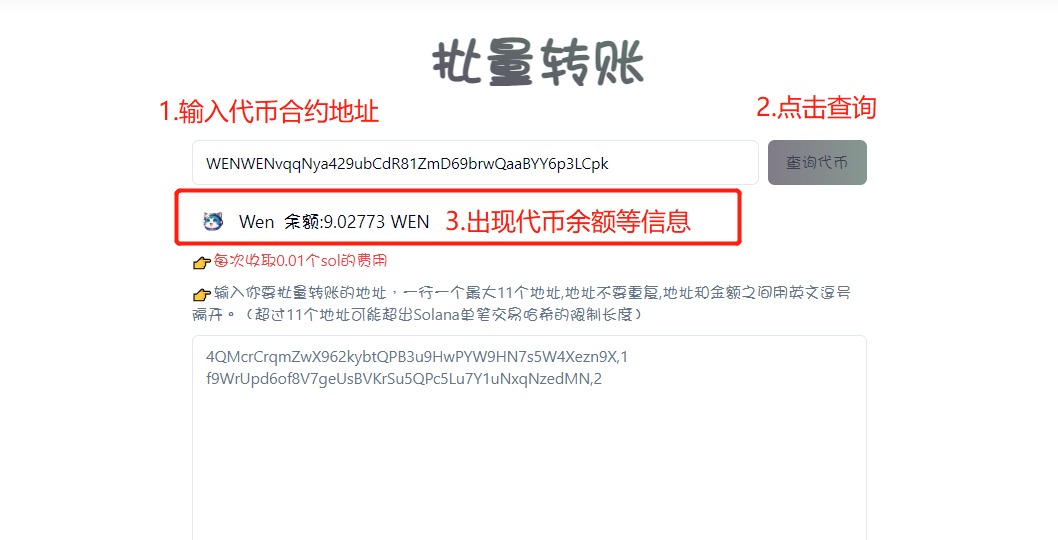 批量转账
1.输入代币合约地址
2.点击查询
WENWENvqqNya429ubCdR81ZmD69brwQaaBYY6p3LCpk
查询代币
Wen 余额:9.02773 WEN
3.出现代币余额等信息
👉每次收取0.01个sol的费用
👉输入你要批量转账的地址，一行一个最大11个地址,地址不要重复,地址和金额之间用英文逗号
隔开。（超过11个地址可能超出Solana单笔交易哈希的限制长度）
4QMcrCrqmZwX962kybtQPB3u9HwPYW9HN7s5W4Xezn9X,1
f9WrUpd6of8V7geUsBVKrSu5QPc5Lu7Y1uNxqNzedMN,2